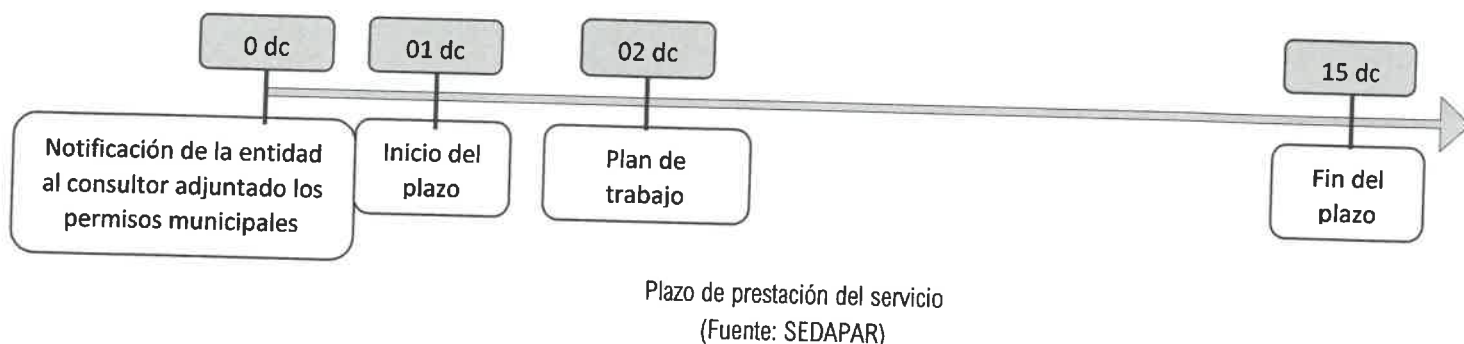 0 dc
01 dc
02 dc
15 dc
Notificación de la entidad
al consultor adjuntado los
permisos municipales
Inicio del
plazo
Plan de
trabajo
Fin del
plazo
Plazo de prestación del servicio
(Fuente: SEDAPAR)